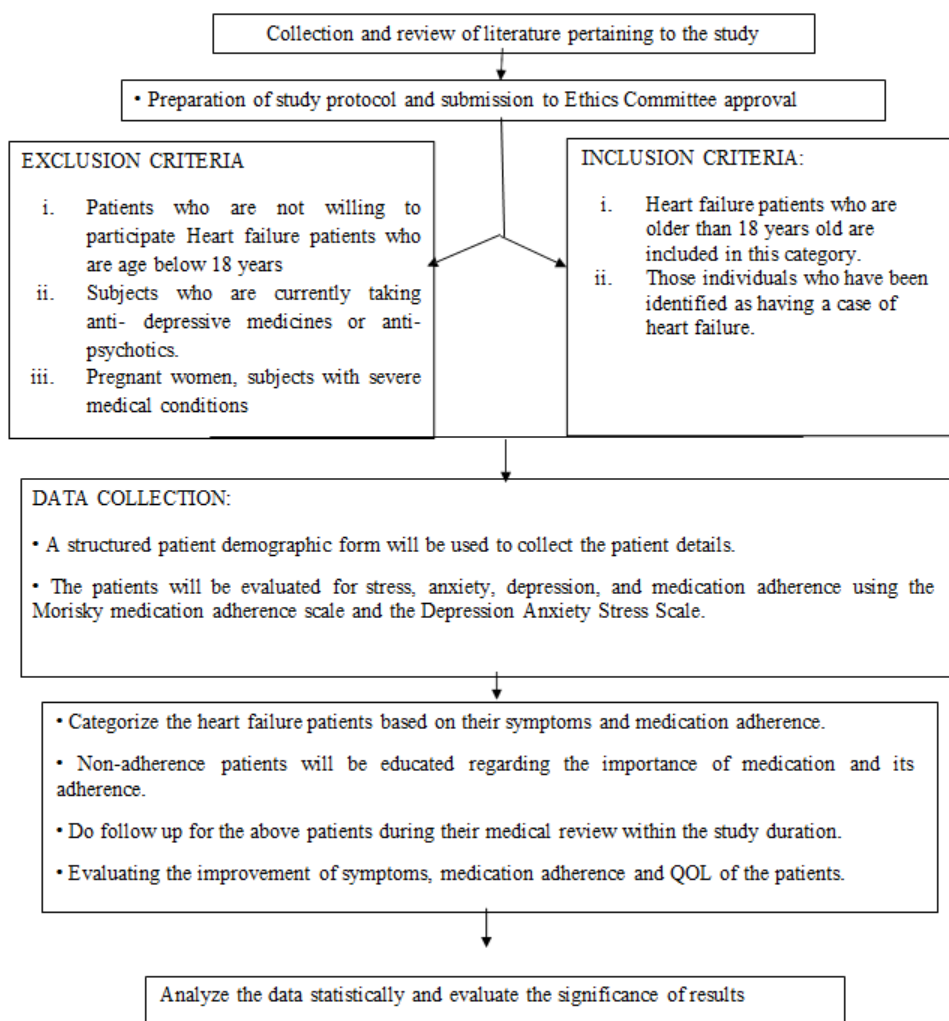 Collection and review of literature pertaining to the study
• Preparation of study protocol and submission to Ethics Committee approval
EXCLUSION CRITERIA
i. Patients who are not willing to
participate Heart failure patients who
are age below 18 years
ii. Subjects who are currently taking
anti- depressive medicines or anti-
psychotics.
iii. Pregnant women, subjects with severe
medical conditions
INCLUSION CRITERIA:
i. Heart failure patients who are
older than 18 years old are
included in this category.
ii. Those individuals who have been
identified as having a case of
heart failure.
DATA COLLECTION:
• A structured patient demographic form will be used to collect the patient details.
• The patients will be evaluated for stress, anxiety, depression, and medication adherence using the
Morisky medication adherence scale and the Depression Anxiety Stress Scale.
• Categorize the heart failure patients based on their symptoms and medication adherence.
• Non-adherence patients will be educated regarding the importance of medication and its
adherence.
• Do follow up for the above patients during their medical review within the study duration.
• Evaluating the improvement of symptoms, medication adherence and QOL of the patients.
Analyze the data statistically and evaluate the significance of results